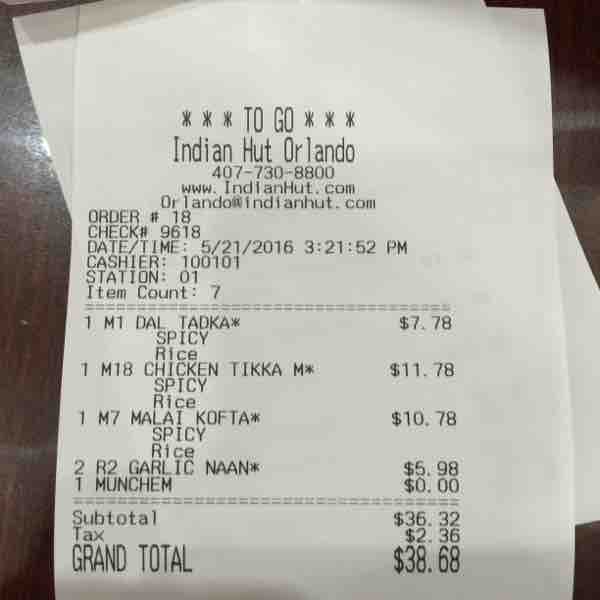 * * * TO GO * * *
Indian Hut Orlando
407-730-8800
www.IndianHut.com
Orlando@indianhut.com
ORDER # 18
CHECK# 9618
DATE/TIME: 5/21/2016 3:21:52 PM
CASHIER: 100101
STATION: 01
Item Count: 7
========================================
1 M1 DAL TADKA* $7.78
SPICY
Rice
1 M18 CHICKEN TIKKA M* $11.78
SPICY
Rice
1 M7 MALAI KOFTA* $10.78
SPICY
Rice
2 R2 GARLIC NAAN* $5.98
1 MUNCHEM $0.00
========================================
Subtotal $36.32
Tax $2.36
GRAND TOTAL $38.68